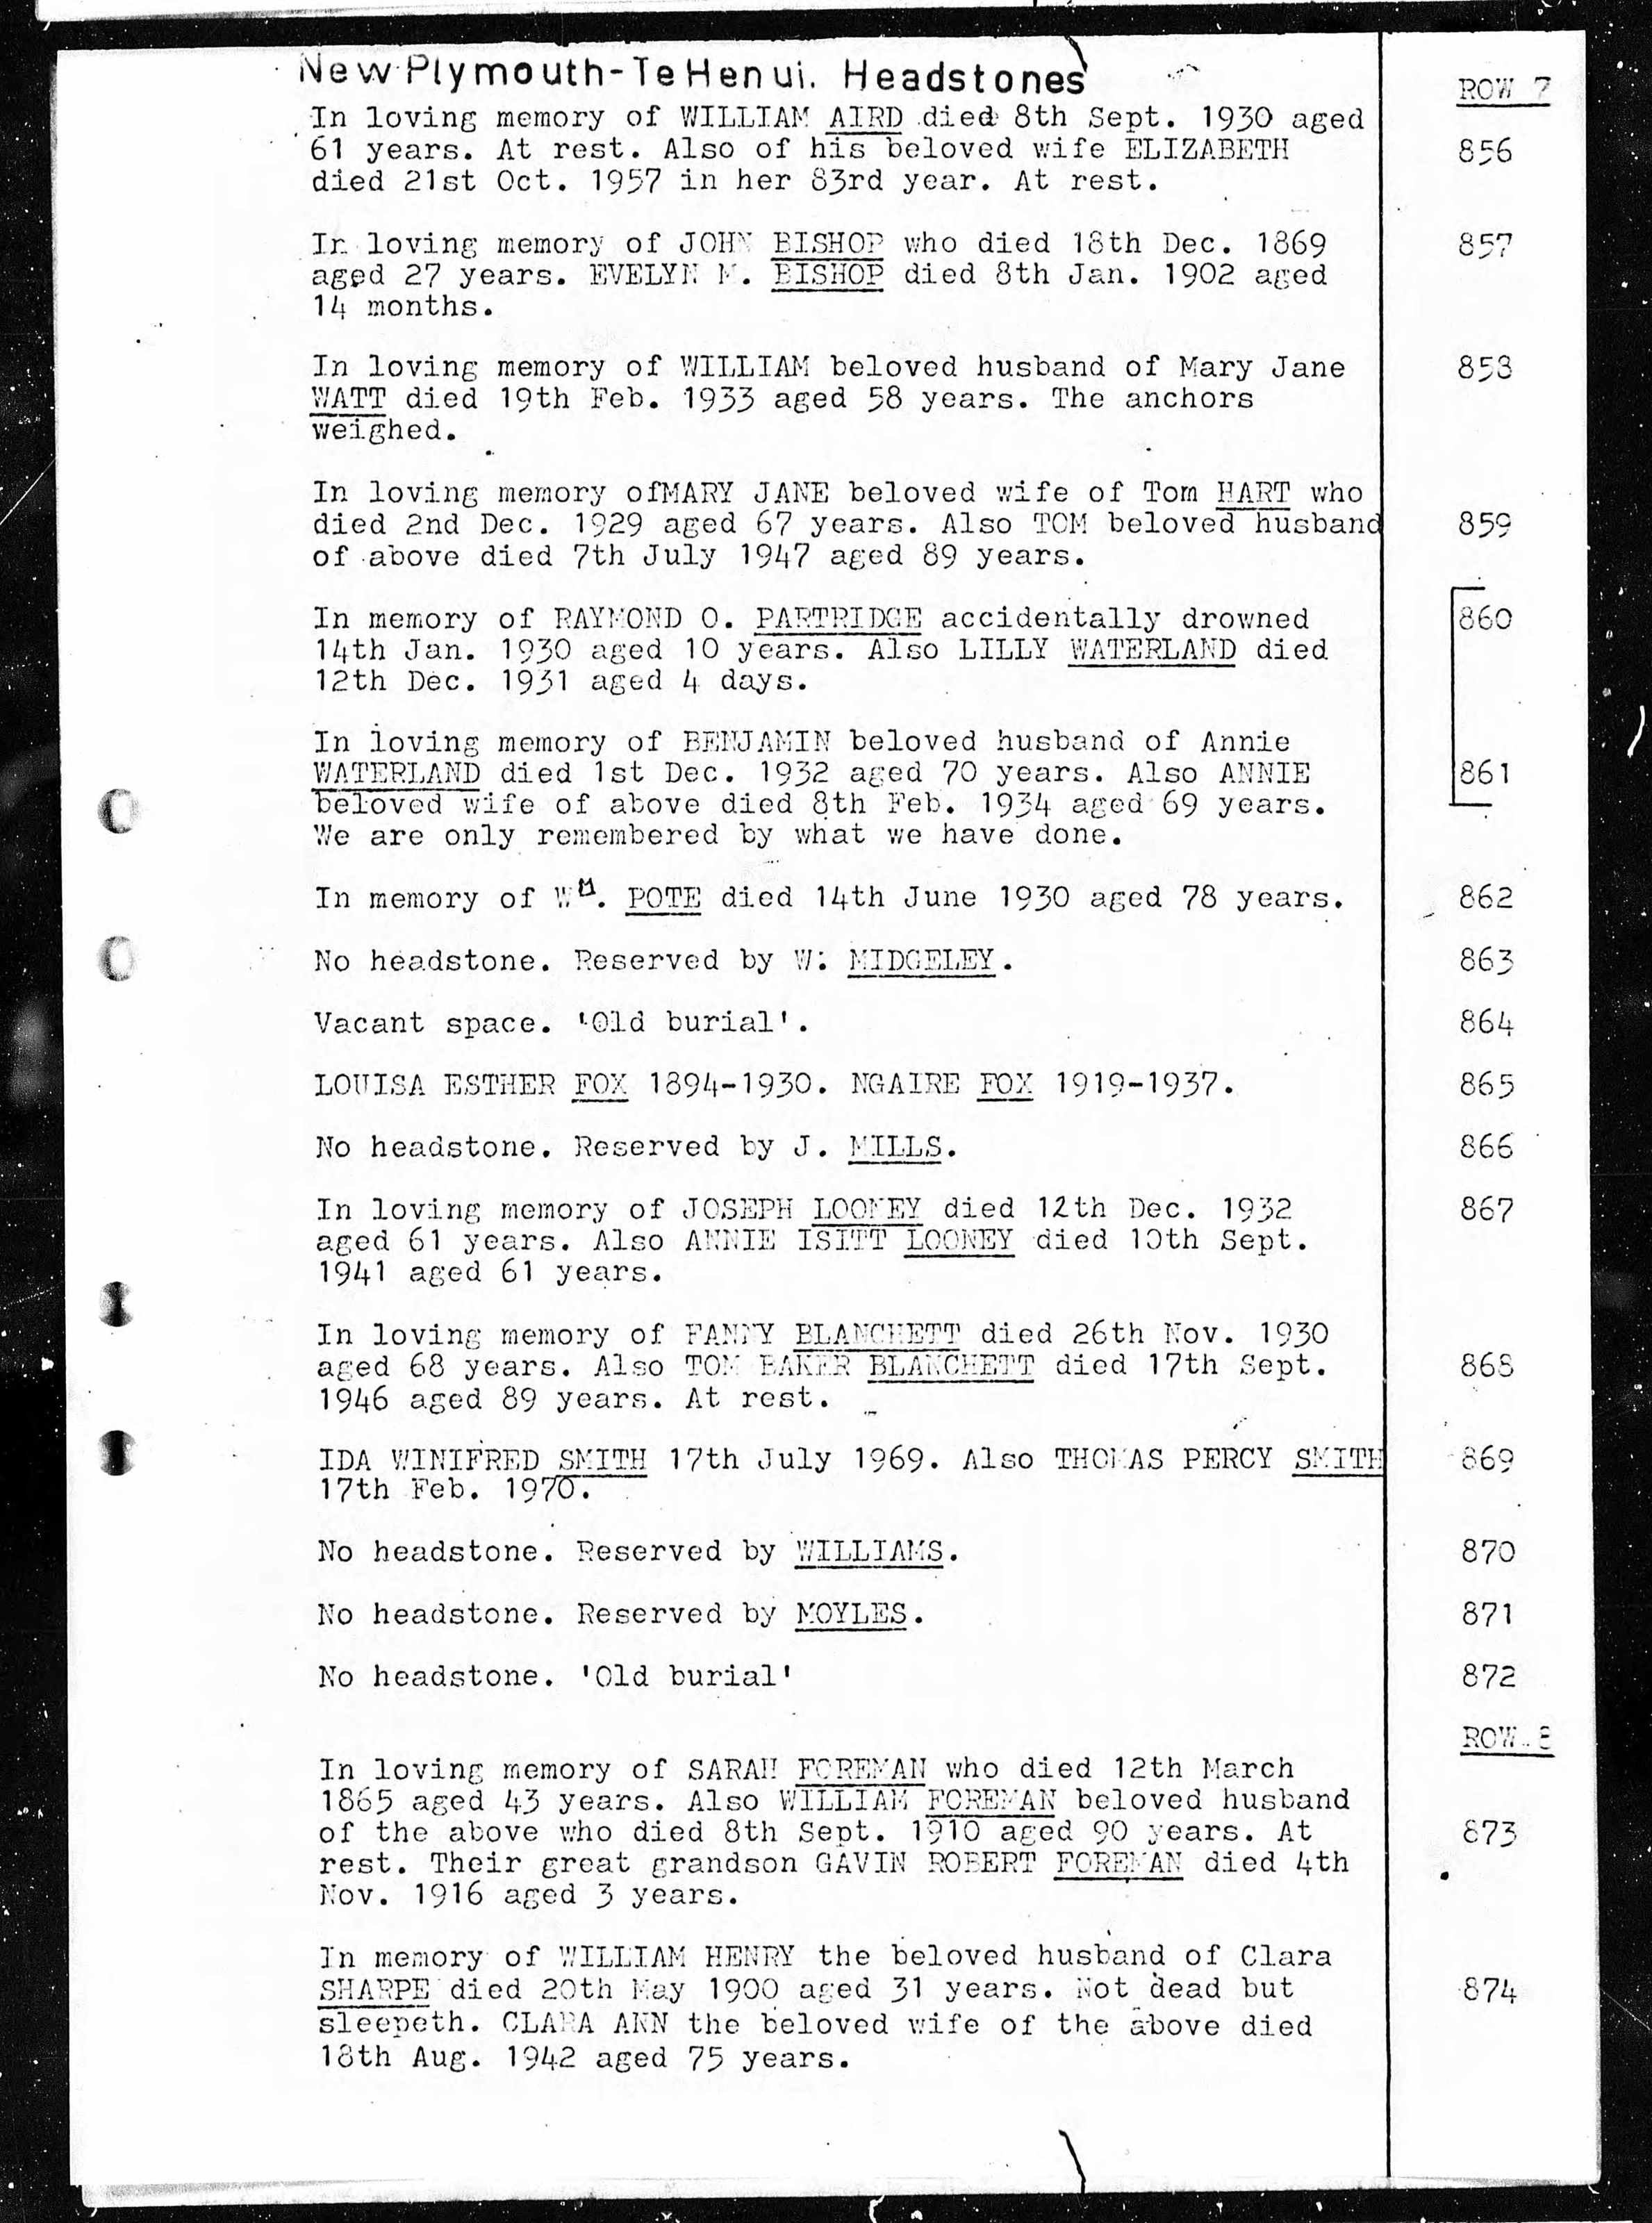 New Plymouth-Te Henui. Headstones
ROW 7
In loving memory of WILLIAM AIRD died 8th Sept. 1930 aged
61 years. At rest. Also of his beloved wife ELIZABETH 856
died 21st Oct. 1957 in her 83rd year. At rest.
In loving memory of JOHN BISHOP who died 18th Dec. 1869 857
aged 27 years. EVELYN M. BISHOP died 8th Jan. 1902 aged
14 months.
In loving memory of WILLIAM beloved husband of Mary Jane 858
WATT died 19th Feb. 1933 aged 58 years. The anchors
weighed.
In loving memory ofMARY JANE beloved wife of Tom HART who
died 2nd Dec. 1929 aged 67 years. Also TOM beloved husband 859
of above died 7th July 1947 aged 89 years.
In memory of RAYMOND O. PARTRIDGE accidentally drowned 860
14th Jan. 1930 aged 10 years. Also LILLY WATERLAND died
12th Dec. 1931 aged 4 days.
In loving memory of BENJAMIN beloved husband of Annie
WATERLAND died 1st Dec. 1932 aged 70 years. Also ANNIE 861
beloved wife of above died 8th Feb. 1934 aged 69 years.
We are only remembered by what we have done.
In memory of WM. POTE died 14th June 1930 aged 78 years. 862
No headstone. Reserved by W. MIDGELEY. 863
Vacant space. 'Old burial'. 864
LOUISA ESTHER FOX 1894-1930. NGAIRE FOX 1919-1937. 865
No headstone. Reserved by J. MILLS. 866
In loving memory of JOSEPH LOONEY died 12th Dec. 1932 867
aged 61 years. Also ANNIE ISITT LOONEY died 10th Sept.
1941 aged 61 years.
In loving memory of FANNY BLANCHETT died 26th Nov. 1930
aged 68 years. Also TOM BAKER BLANCHETT died 17th Sept. 868
1946 aged 89 years. At rest.
IDA WINIFRED SMITH 17th July 1969. Also THOMAS PERCY SMITH 869
17th Feb. 1970.
No headstone. Reserved by WILLIAMS. 870
No headstone. Reserved by MOYLES. 871
No headstone. 'Old burial' 872
ROW 8
In loving memory of SARAH FOREMAN who died 12th March
1865 aged 43 years. Also WILLIAM FOREMAN beloved husband
of the above who died 8th Sept. 1910 aged 90 years. At 873
rest. Their great grandson GAVIN ROBERT FOREMAN died 4th
Nov. 1916 aged 3 years.
In memory of WILLIAM HENRY the beloved husband of Clara
SHARPE died 20th May 1900 aged 31 years. Not dead but 874
sleepeth. CLARA ANN the beloved wife of the above died
18th Aug. 1942 aged 75 years.